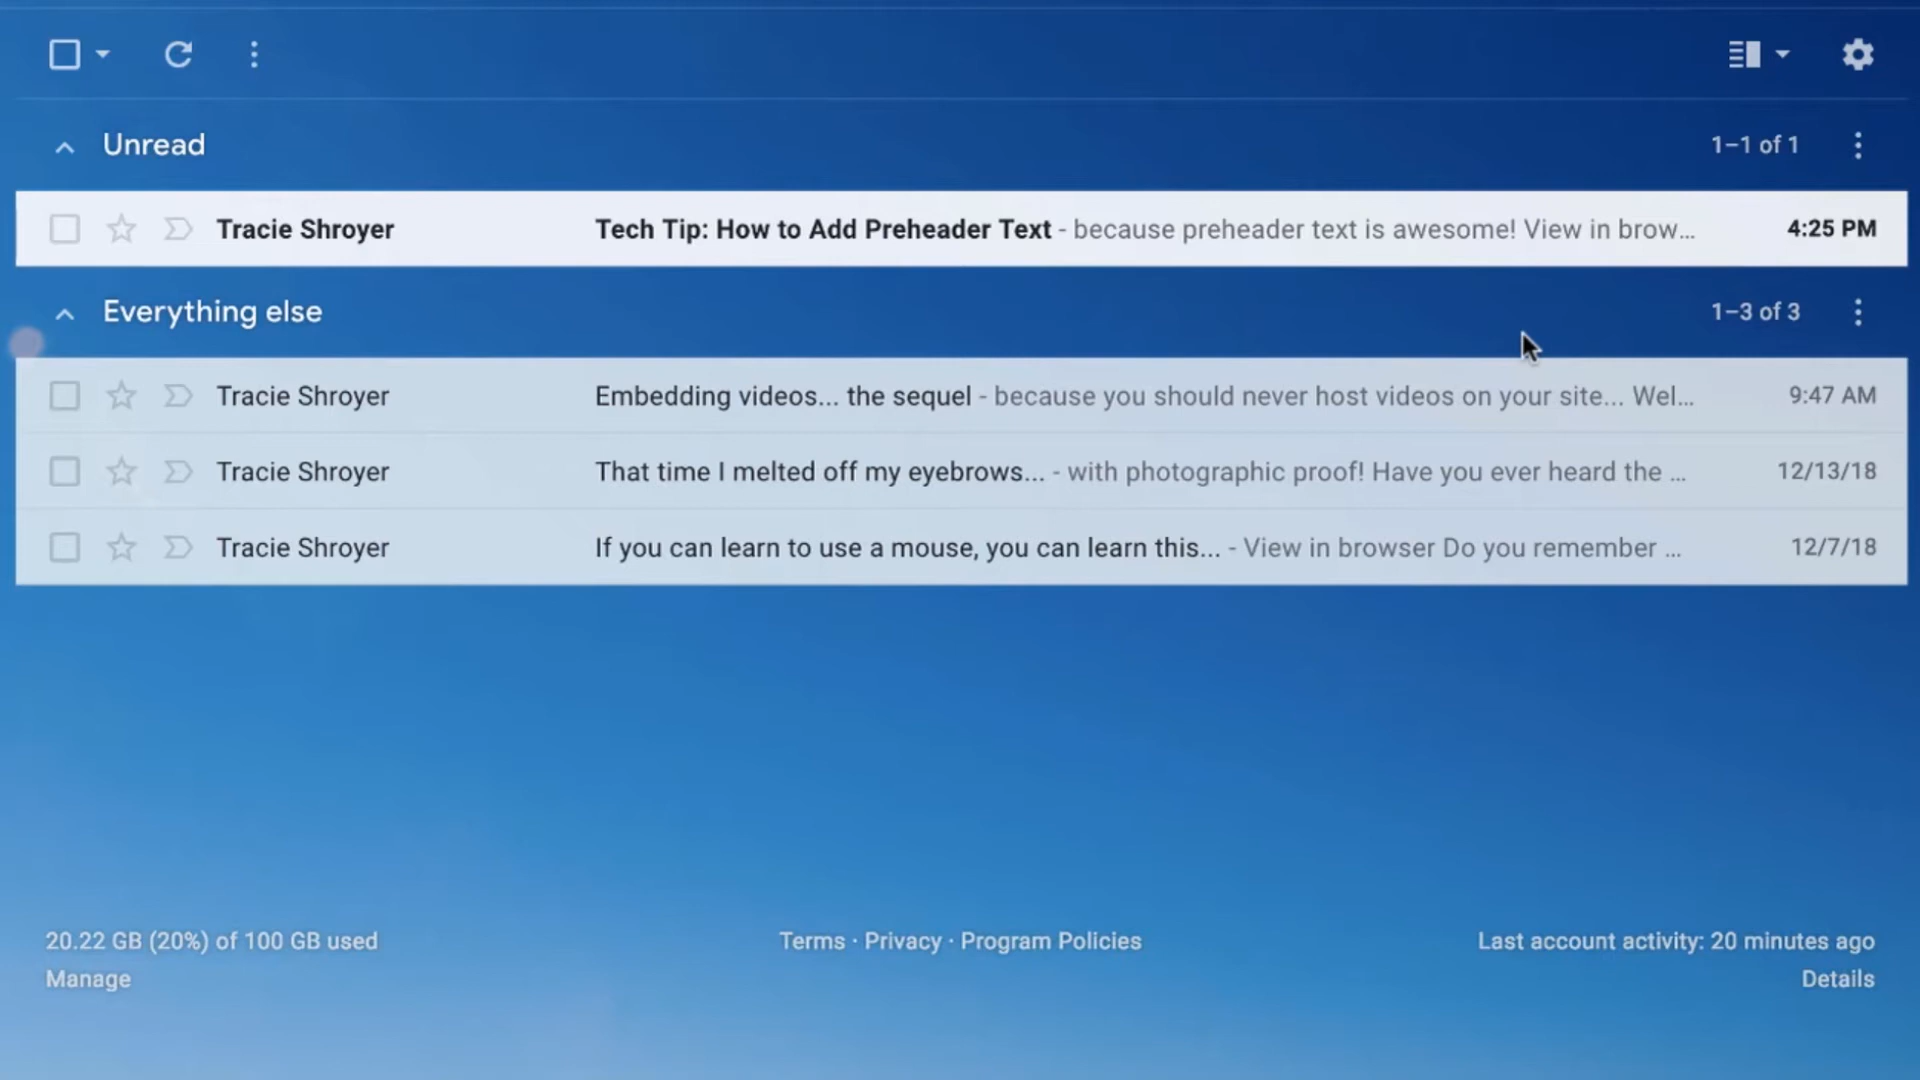 Unread
1–1 of 1
Tracie Shroyer Tech Tip: How to Add Preheader Text - because preheader text is awesome! View in brow... 4:25 PM
Everything else
1–3 of 3
Tracie Shroyer Embedding videos... the sequel - because you should never host videos on your site... Wel... 9:47 AM
Tracie Shroyer That time I melted off my eyebrows... - with photographic proof! Have you ever heard the ... 12/13/18
Tracie Shroyer If you can learn to use a mouse, you can learn this... - View in browser Do you remember ... 12/7/18
20.22 GB (20%) of 100 GB used
Manage
Terms · Privacy · Program Policies
Last account activity: 20 minutes ago
Details